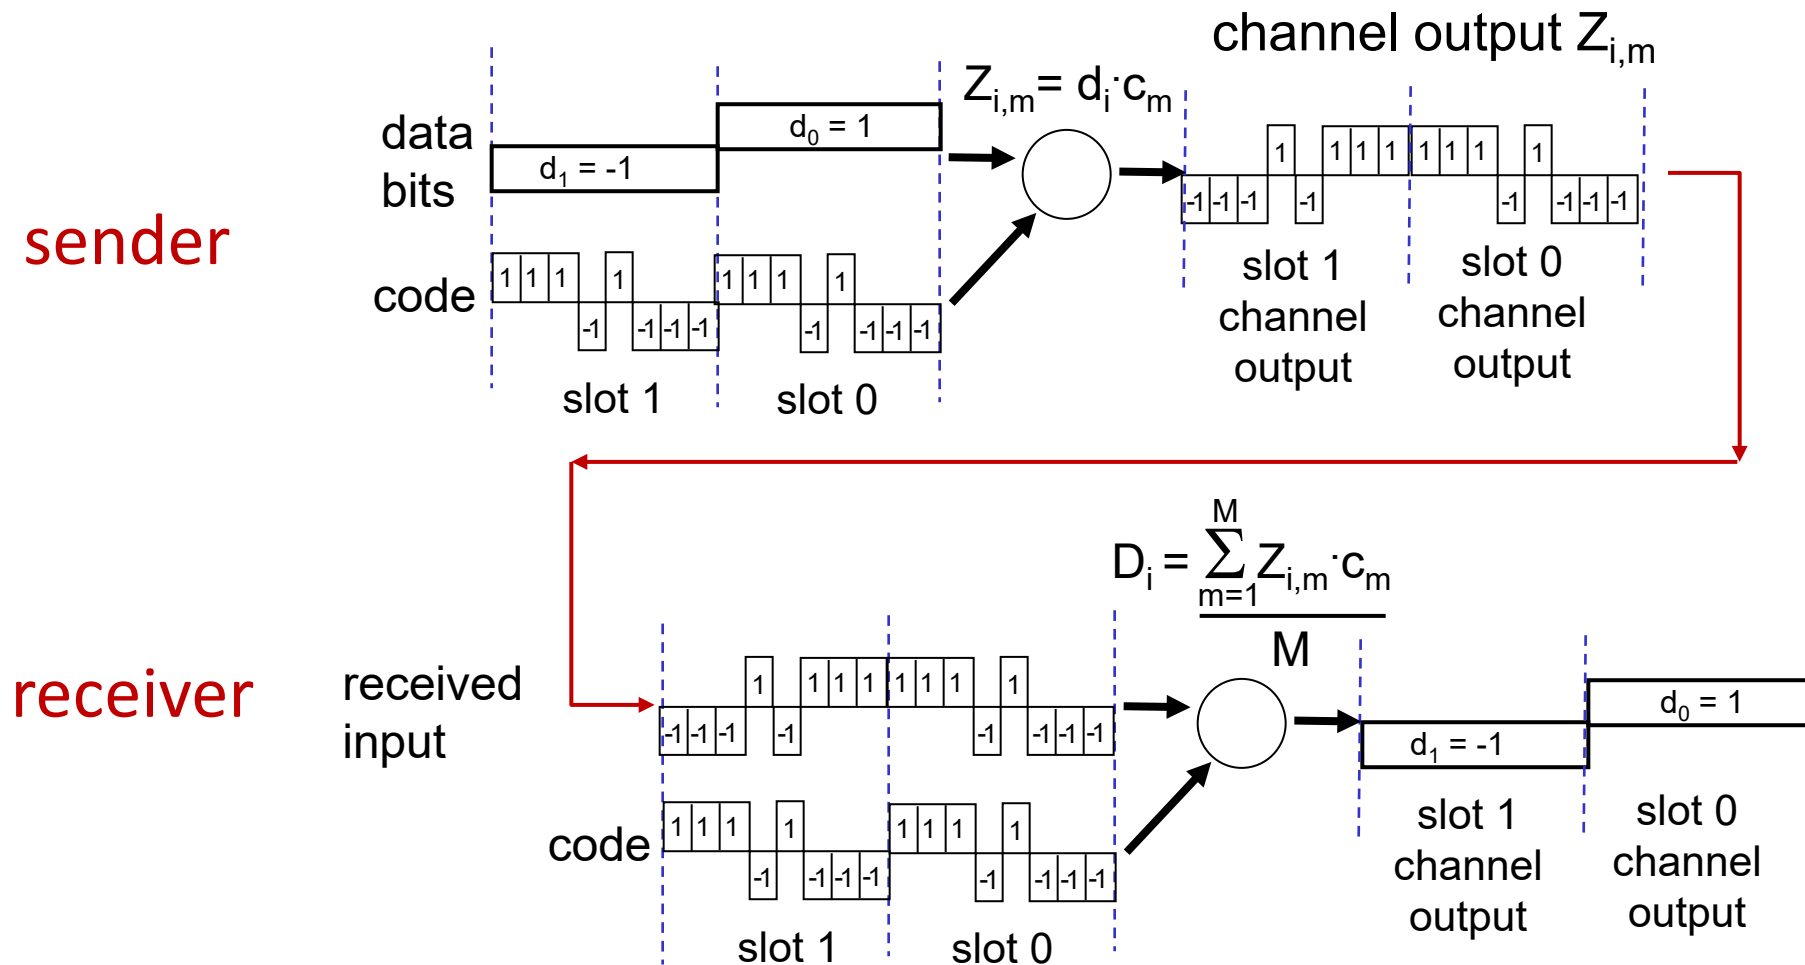 channel output Z_{i,m}
Z_{i,m} = d_i · c_m
data
bits
d_0 = 1
d_1 = -1
1 1 1 1 1 1 1 1
-1 -1 -1 -1 -1 -1 -1 -1
sender
code
1 1 1 1 1 1 1 1
-1 -1 -1 -1 -1 -1 -1 -1
slot 1
channel
output
slot 0
channel
output
slot 1
slot 0
D_i = Σ Z_{i,m} · c_m
M
m=1
M
receiver
received
input
1 1 1 1 1 1 1 1
-1 -1 -1 -1 -1 -1 -1 -1
d_0 = 1
d_1 = -1
code
1 1 1 1 1 1 1 1
-1 -1 -1 -1 -1 -1 -1 -1
slot 1
channel
output
slot 0
channel
output
slot 1
slot 0